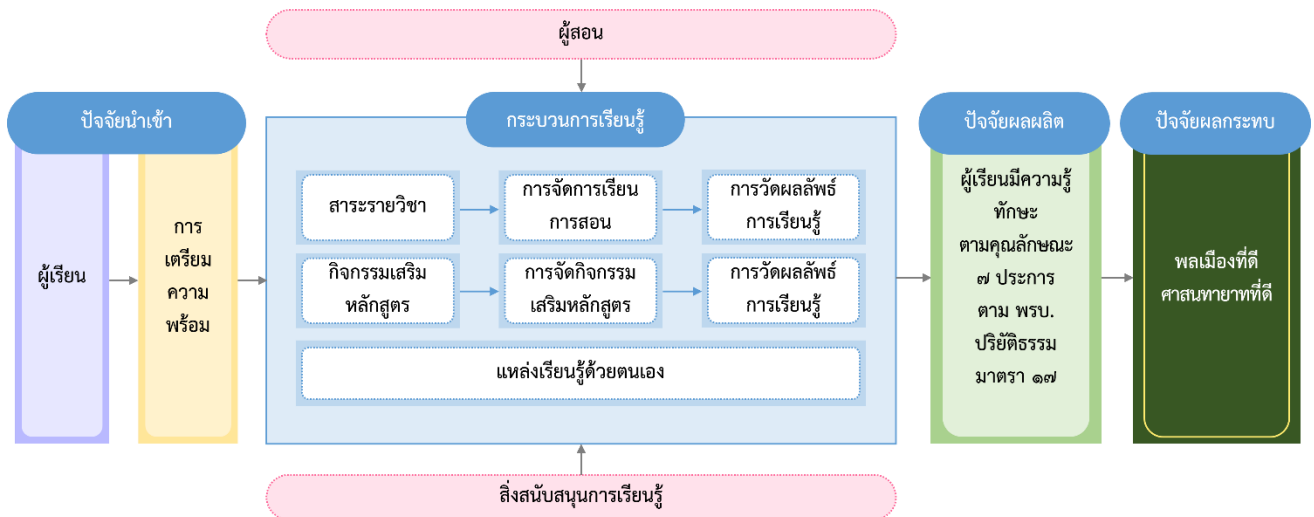 ผู้สอน
ปัจจัยนำเข้า
กระบวนการเรียนรู้
ปัจจัยผลผลิต
ปัจจัยผลกระทบ
ผู้เรียน
การ
เตรียม
ความ
พร้อม
สาระรายวิชา
การจัดการเรียน
การสอน
การวัดผลลัพธ์
การเรียนรู้
กิจกรรมเสริม
หลักสูตร
การจัดกิจกรรม
เสริมหลักสูตร
การวัดผลลัพธ์
การเรียนรู้
แหล่งเรียนรู้ด้วยตนเอง
ผู้เรียนมีความรู้
ทักษะ
ตามคุณลักษณะ
๗ ประการ
ตาม พรบ.
ปริยัติธรรม
มาตรา ๑๗
พลเมืองที่ดี
ศาสนทายาทที่ดี
สิ่งสนับสนุนการเรียนรู้